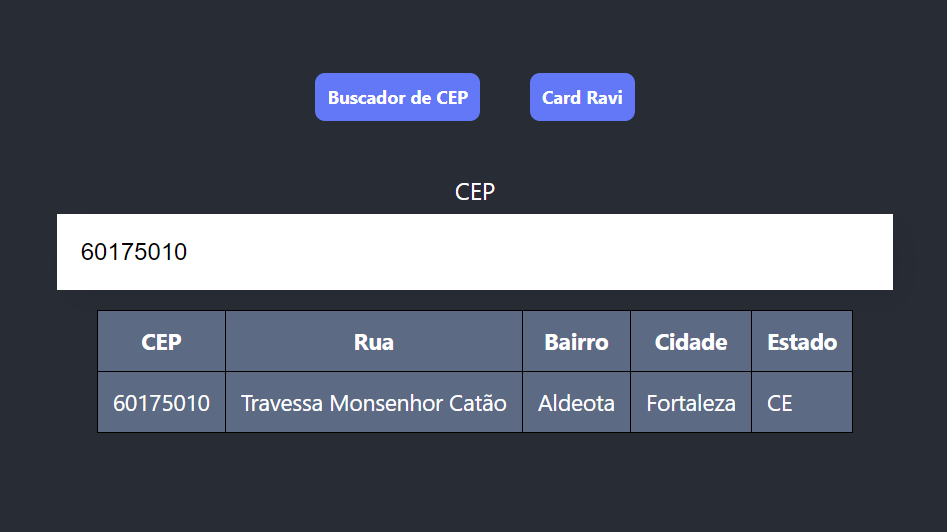 Buscador de CEP Card Ravi
CEP
60175010
CEP Rua Bairro Cidade Estado
60175010 Travessa Monsenhor Catão Aldeota Fortaleza CE